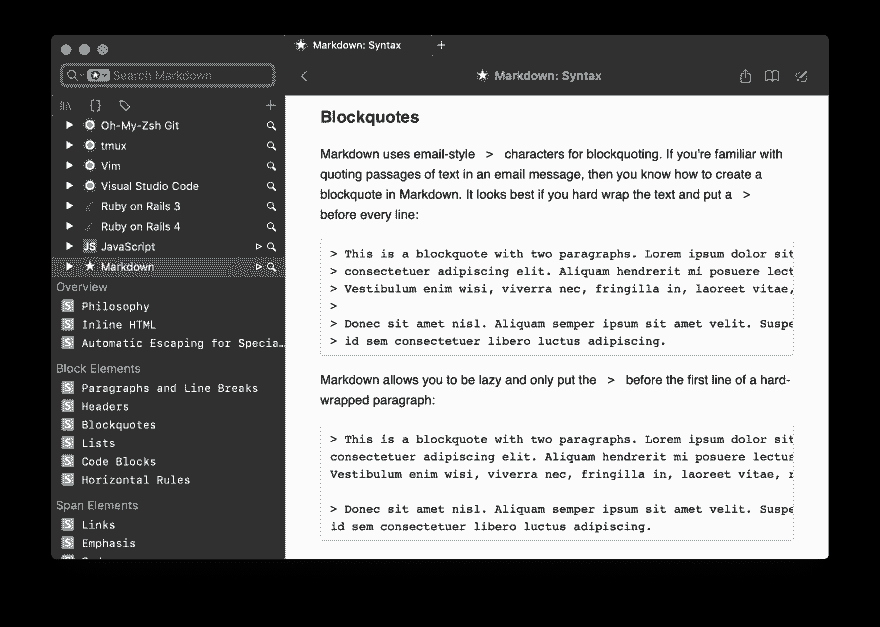 Markdown: Syntax
+
Search Markdown
Markdown: Syntax
{}
+
Oh-My-Zsh Git
tmux
Vim
Visual Studio Code
Ruby on Rails 3
Ruby on Rails 4
JS JavaScript
Markdown
Overview
S Philosophy
S Inline HTML
S Automatic Escaping for Specia…
Block Elements
S Paragraphs and Line Breaks
S Headers
S Blockquotes
S Lists
S Code Blocks
S Horizontal Rules
Span Elements
S Links
S Emphasis
Blockquotes
Markdown uses email-style > characters for blockquoting. If you're familiar with
quoting passages of text in an email message, then you know how to create a
blockquote in Markdown. It looks best if you hard wrap the text and put a >
before every line:
> This is a blockquote with two paragraphs. Lorem ipsum dolor sit
> consectetuer adipiscing elit. Aliquam hendrerit mi posuere lect
> Vestibulum enim wisi, viverra nec, fringilla in, laoreet vitae,
>
> Donec sit amet nisl. Aliquam semper ipsum sit amet velit. Suspe
> id sem consectetuer libero luctus adipiscing.
Markdown allows you to be lazy and only put the > before the first line of a hard-
wrapped paragraph:
> This is a blockquote with two paragraphs. Lorem ipsum dolor sit
consectetuer adipiscing elit. Aliquam hendrerit mi posuere lectus
Vestibulum enim wisi, viverra nec, fringilla in, laoreet vitae, r
> Donec sit amet nisl. Aliquam semper ipsum sit amet velit. Suspe
id sem consectetuer libero luctus adipiscing.